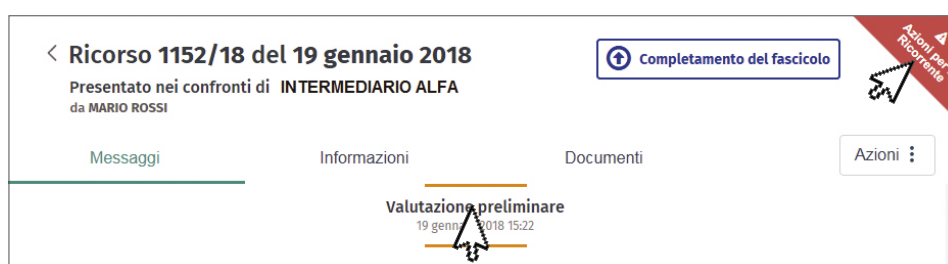 < Ricorso 1152/18 del 19 gennaio 2018
Completamento del fascicolo
Azioni per
Ricorrente
Presentato nei confronti di INTERMEDIARIO ALFA
da MARIO ROSSI
Messaggi
Informazioni
Documenti
Azioni
Valutazione preliminare
19 gennaio 2018 15:22